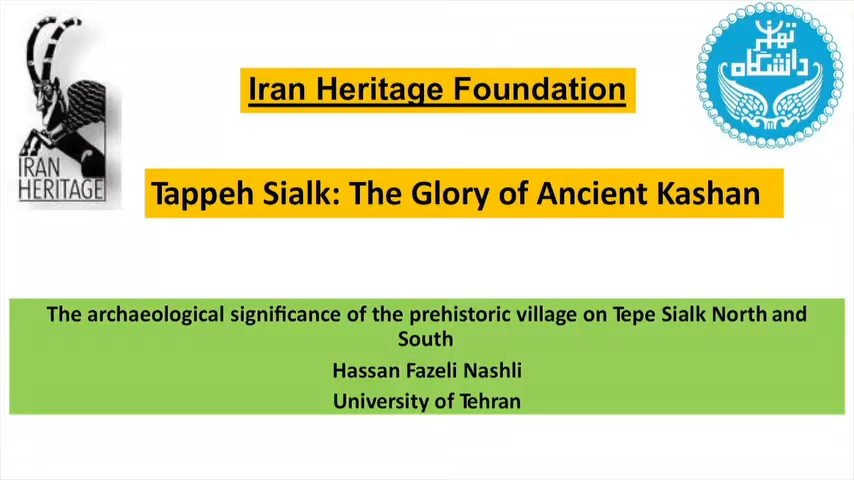 Iran Heritage Foundation
IRAN
HERITAGE
دانشگاه
تهران
Tappeh Sialk: The Glory of Ancient Kashan
The archaeological significance of the prehistoric village on Tepe Sialk North and
South
Hassan Fazeli Nashli
University of Tehran